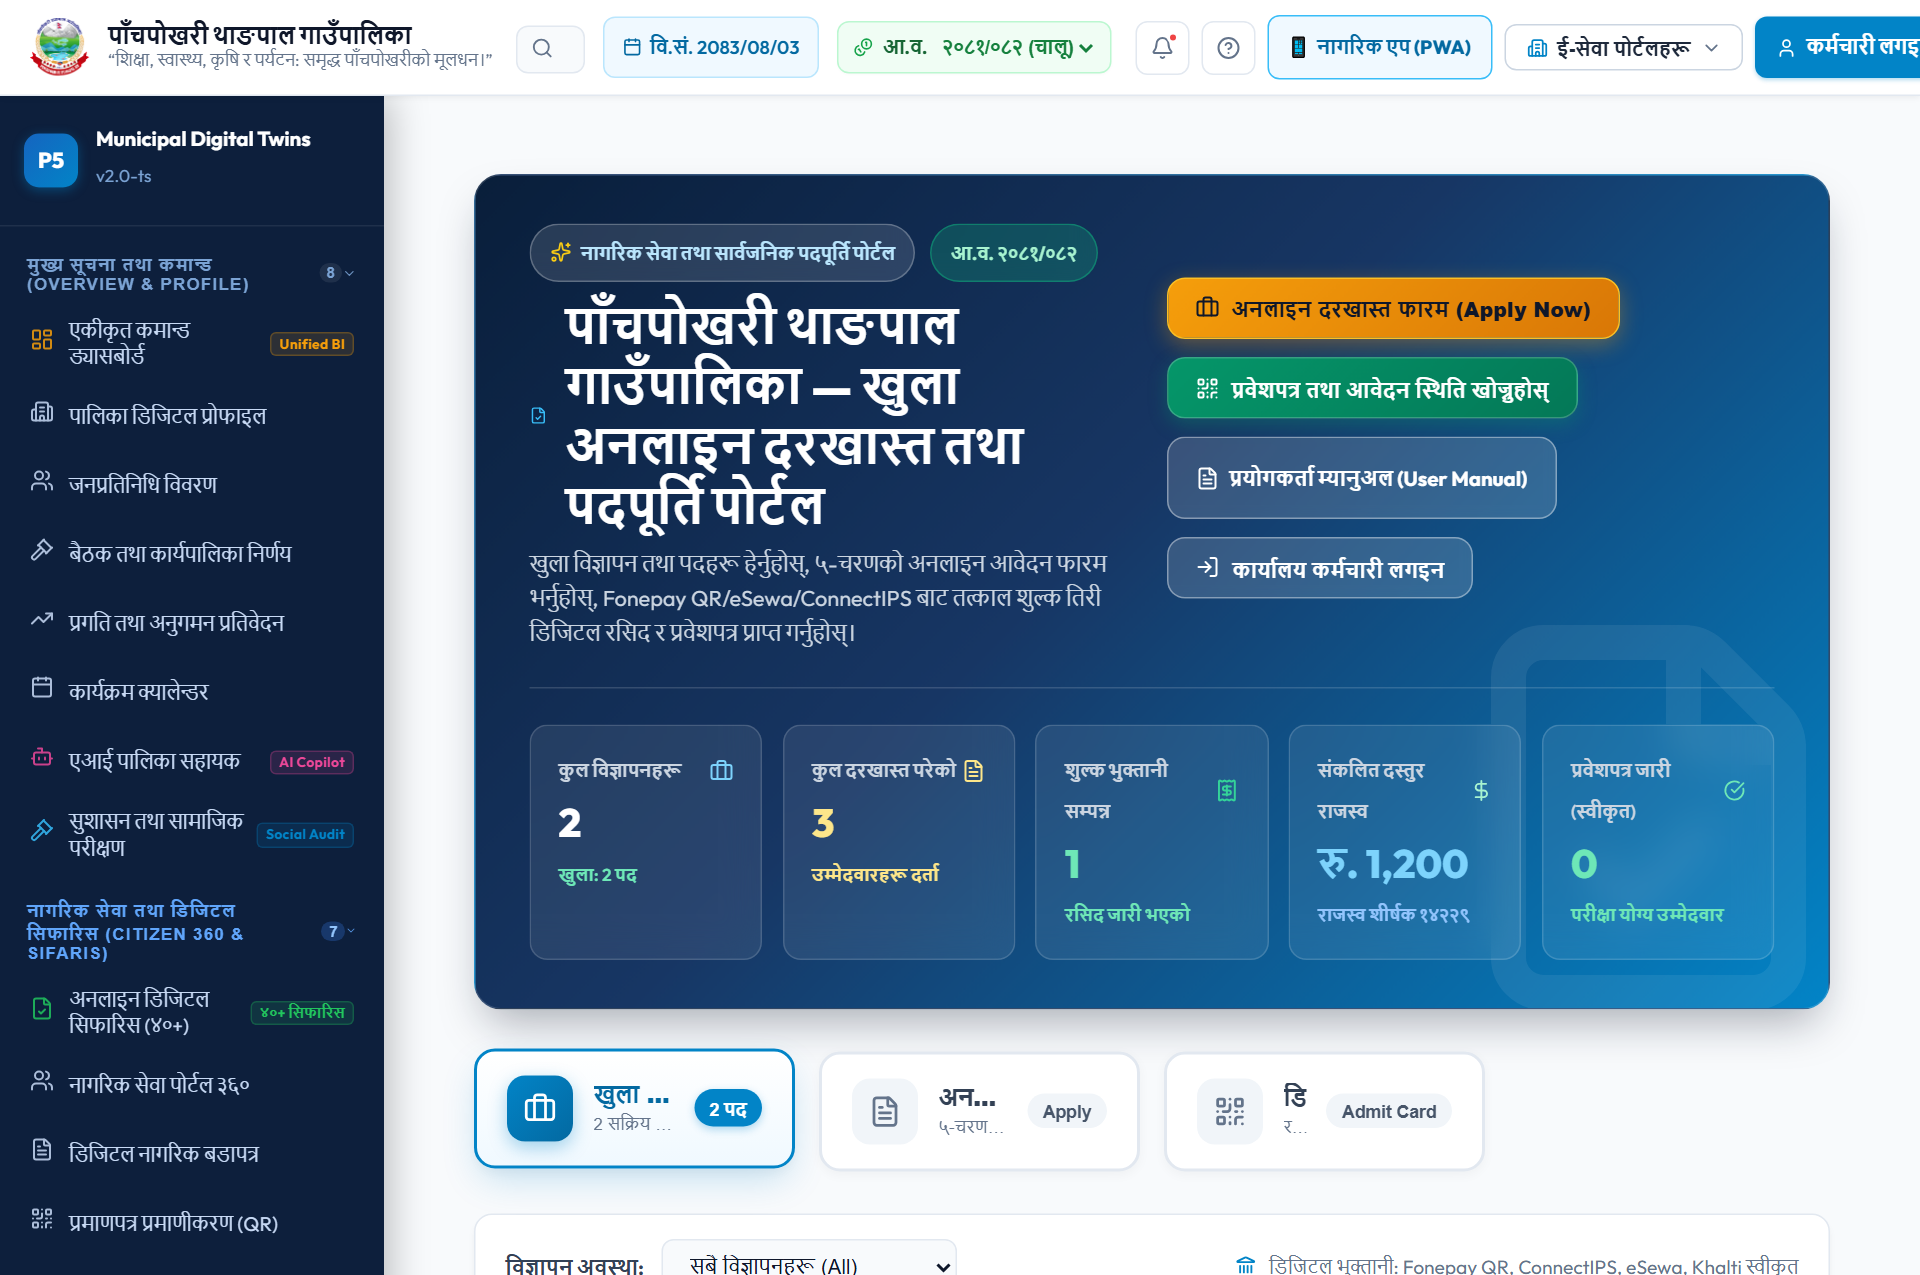 पाँचपोखरी थाङपाल गाउँपालिका
“शिक्षा, स्वास्थ्य, कृषि र पर्यटन: समृद्ध पाँचपोखरीको मूलधन।”
वि.सं. 2083/08/03
आ.व. २०८१/०८२ (चालू)
नागरिक एप (PWA)
ई-सेवा पोर्टलहरू
कर्मचारी लगइ
P5
Municipal Digital Twins
v2.0-ts
मुख्य सूचना तथा कमान्ड
(OVERVIEW & PROFILE)
8
एकीकृत कमान्ड
ड्यासबोर्ड
Unified BI
पालिका डिजिटल प्रोफाइल
जनप्रतिनिधि विवरण
बैठक तथा कार्यपालिका निर्णय
प्रगति तथा अनुगमन प्रतिवेदन
कार्यक्रम क्यालेन्डर
एआई पालिका सहायक
AI Copilot
सुशासन तथा सामाजिक
परीक्षण
Social Audit
नागरिक सेवा तथा डिजिटल
सिफारिस (CITIZEN 360 &
SIFARIS)
7
अनलाइन डिजिटल
सिफारिस (४०+)
४०+ सिफारिस
नागरिक सेवा पोर्टल ३६०
डिजिटल नागरिक बडापत्र
प्रमाणपत्र प्रमाणीकरण (QR)
नागरिक सेवा तथा सार्वजनिक पदपूर्ति पोर्टल
आ.व. २०८१/०८२
पाँचपोखरी थाङपाल
गाउँपालिका — खुला
अनलाइन दरखास्त तथा
पदपूर्ति पोर्टल
खुला विज्ञापन तथा पदहरू हेर्नुहोस्, ५-चरणको अनलाइन आवेदन फारम
भर्नुहोस्, Fonepay QR/eSewa/ConnectIPS बाट तत्काल शुल्क तिरी
डिजिटल रसिद र प्रवेशपत्र प्राप्त गर्नुहोस्।
अनलाइन दरखास्त फारम (Apply Now)
प्रवेशपत्र तथा आवेदन स्थिति खोज्नुहोस्
प्रयोगकर्ता म्यानुअल (User Manual)
कार्यालय कर्मचारी लगइन
कुल विज्ञापनहरू
2
खुला: 2 पद
कुल दरखास्त परेको
3
उम्मेदवारहरू दर्ता
शुल्क भुक्तानी
सम्पन्न
1
रसिद जारी भएको
संकलित दस्तुर
राजस्व
रु. 1,200
राजस्व शीर्षक १४२२९
प्रवेशपत्र जारी
(स्वीकृत)
0
परीक्षा योग्य उम्मेदवार
खुला ...
2 सक्रिय ...
2 पद
अन...
५-चरण...
Apply
डि
र...
Admit Card
विज्ञापन अवस्था:
सबै विज्ञापनहरू (All)
डिजिटल भुक्तानी: Fonepay QR, ConnectIPS, eSewa, Khalti स्वीकृत